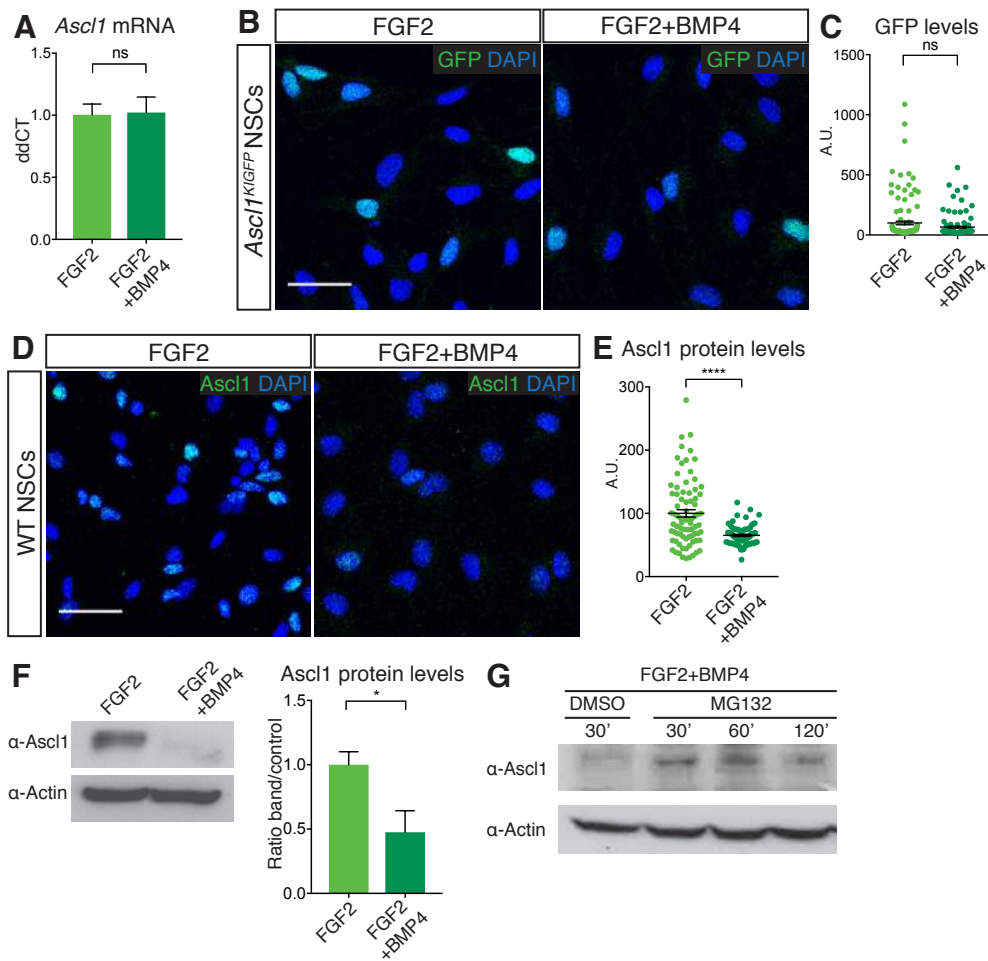 A
Ascl1 mRNA
ns
1.5
1.0
0.5
0.0
ddCT
FGF2
FGF2
+BMP4
B
FGF2
FGF2+BMP4
Ascl1KIGFP NSCs
GFP DAPI
GFP DAPI
C
GFP levels
ns
1500
1000
500
0
A.U.
FGF2
FGF2
+BMP4
D
FGF2
FGF2+BMP4
WT NSCs
Ascl1 DAPI
Ascl1 DAPI
E
Ascl1 protein levels
****
300
200
100
0
A.U.
FGF2
FGF2
+BMP4
F
FGF2
FGF2
+BMP4
α-Ascl1
α-Actin
Ascl1 protein levels
*
1.5
1.0
0.5
0.0
Ratio band/control
FGF2
FGF2
+BMP4
G
FGF2+BMP4
DMSO MG132
30’ 30’ 60’ 120’
α-Ascl1
α-Actin